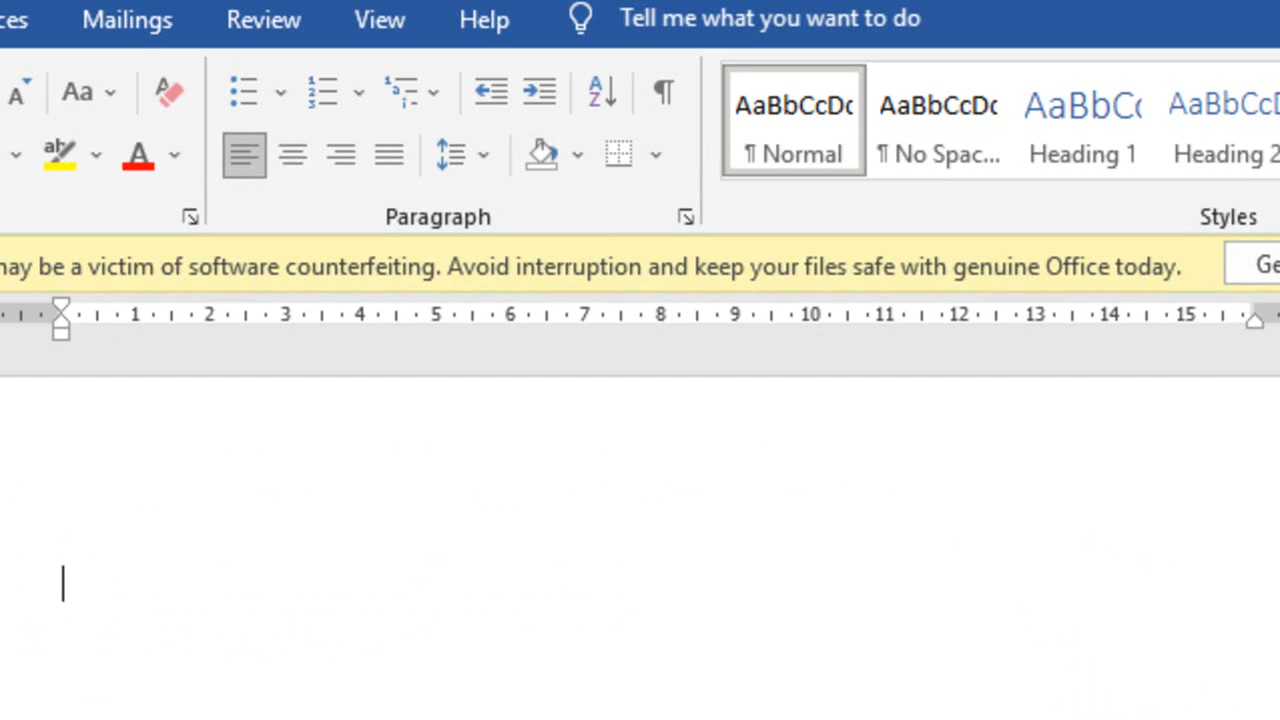 ces Mailings Review View Help Tell me what you want to do
A Aa A AaBbCcDc AaBbCcDc AaBbCc AaBbCcD
aby A ¶ Normal ¶ No Spac... Heading 1 Heading 2
Paragraph Styles
may be a victim of software counterfeiting. Avoid interruption and keep your files safe with genuine Office today. Ge
1 2 3 4 5 6 7 8 9 10 11 12 13 14 15